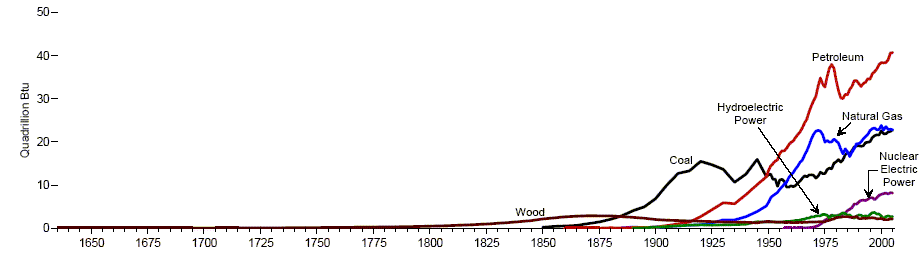 50
40
30
20
10
0
Quadrillion Btu
Petroleum
Hydroelectric
Power
Natural Gas
Coal
Nuclear
Electric
Power
Wood
1650 1675 1700 1725 1750 1775 1800 1825 1850 1875 1900 1925 1950 1975 2000